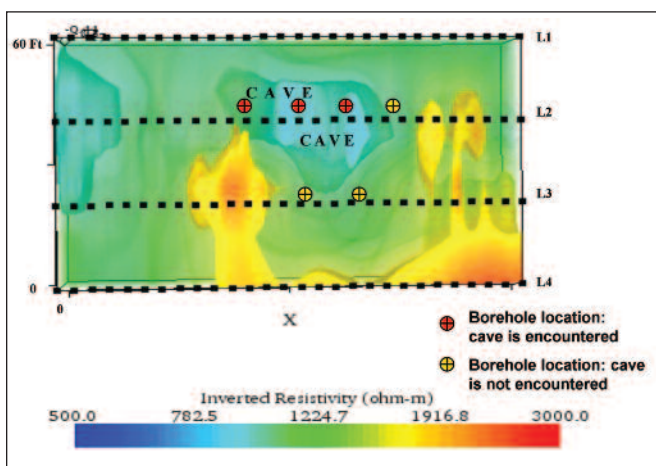 60 Ft
L1
CAVE
L2
CAVE
L3
0
L4
0
X
Borehole location:
cave is encountered
Borehole location: cave
is not encountered
Inverted Resistivity (ohm-m)
500.0 782.5 1224.7 1916.8 3000.0